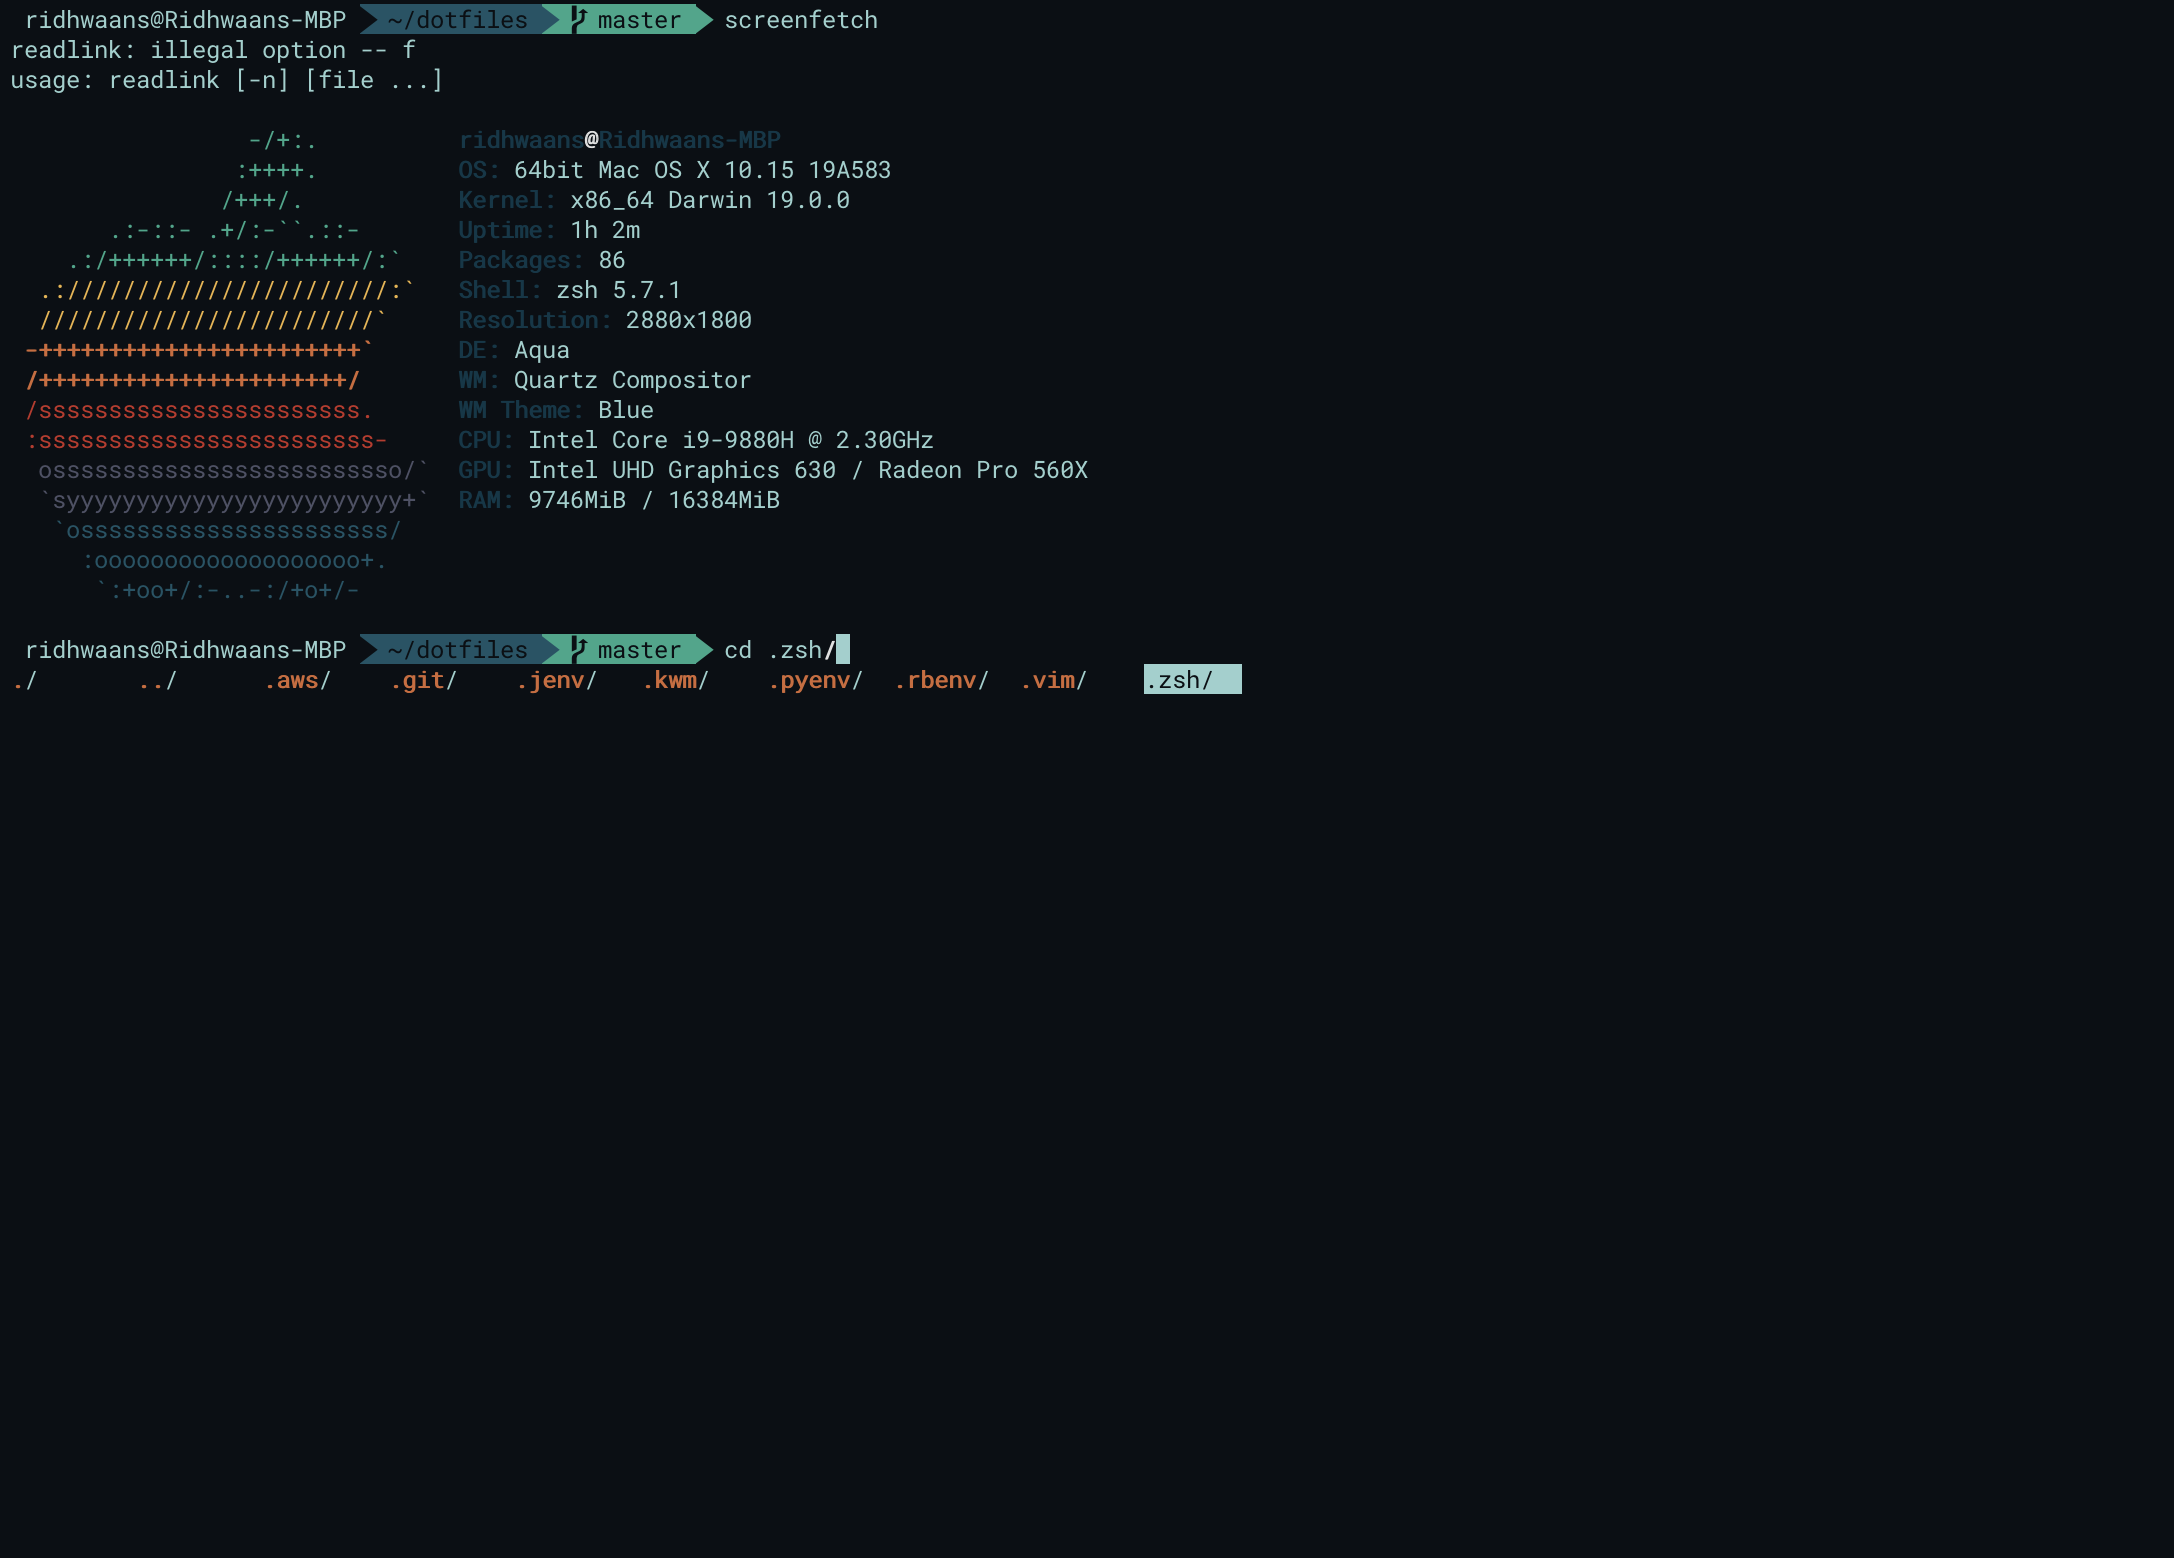 ridhwaans@Ridhwaans-MBP ~/dotfiles master screenfetch
readlink: illegal option -- f
usage: readlink [-n] [file ...]
-/+:. ridhwaans@Ridhwaans-MBP
:++++. OS: 64bit Mac OS X 10.15 19A583
/+++/. Kernel: x86_64 Darwin 19.0.0
.:-::- .+/:-``.::- Uptime: 1h 2m
.:/++++++/::::/++++++/:` Packages: 86
.:///////////////////////:` Shell: zsh 5.7.1
////////////////////////` Resolution: 2880x1800
-+++++++++++++++++++++++` DE: Aqua
/++++++++++++++++++++++/ WM: Quartz Compositor
/sssssssssssssssssssssss. WM Theme: Blue
:ssssssssssssssssssssssss- CPU: Intel Core i9-9880H @ 2.30GHz
osssssssssssssssssssssssso/` GPU: Intel UHD Graphics 630 / Radeon Pro 560X
`syyyyyyyyyyyyyyyyyyyyyyyy+` RAM: 9746MiB / 16384MiB
`ossssssssssssssssssssss/
:ooooooooooooooooooo+.
`:+oo+/:-..-:/+o+/-
ridhwaans@Ridhwaans-MBP ~/dotfiles master cd .zsh/
./ ../ .aws/ .git/ .jenv/ .kwm/ .pyenv/ .rbenv/ .vim/ .zsh/